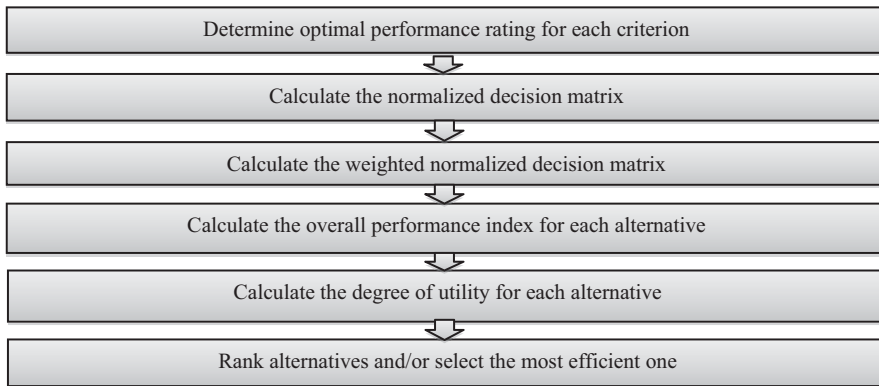 Determine optimal performance rating for each criterion
Calculate the normalized decision matrix
Calculate the weighted normalized decision matrix
Calculate the overall performance index for each alternative
Calculate the degree of utility for each alternative
Rank alternatives and/or select the most efficient one